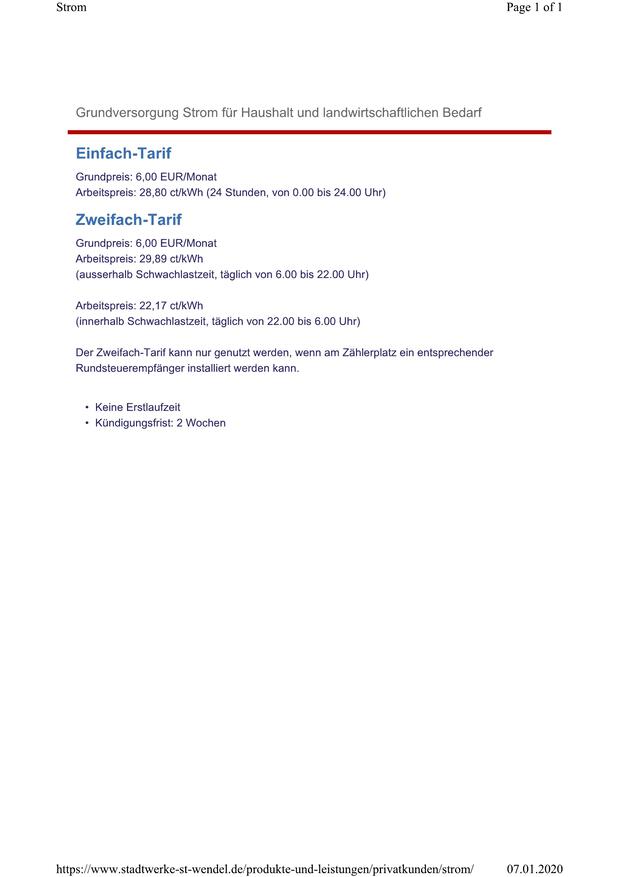 Strom Page 1 of 1
Grundversorgung Strom für Haushalt und landwirtschaftlichen Bedarf
Einfach-Tarif
Grundpreis: 6,00 EUR/Monat
Arbeitspreis: 28,80 ct/kWh (24 Stunden, von 0.00 bis 24.00 Uhr)
Zweifach-Tarif
Grundpreis: 6,00 EUR/Monat
Arbeitspreis: 29,89 ct/kWh
(ausserhalb Schwachlastzeit, täglich von 6.00 bis 22.00 Uhr)
Arbeitspreis: 22,17 ct/kWh
(innerhalb Schwachlastzeit, täglich von 22.00 bis 6.00 Uhr)
Der Zweifach-Tarif kann nur genutzt werden, wenn am Zählerplatz ein entsprechender
Rundsteuerempfänger installiert werden kann.
• Keine Erstlaufzeit
• Kündigungsfrist: 2 Wochen
https://www.stadtwerke-st-wendel.de/produkte-und-leistungen/privatkunden/strom/ 07.01.2020